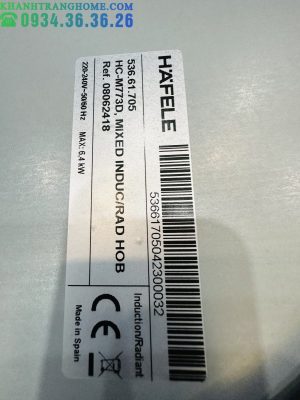 KHANHTRANGHOME.COM
0934.36.36.26
HÄFELE
536.61.705
HC-M773D, MIXED INDUC/RAD HOB
Ref. 08062418
220-240V~50/60 Hz
MAX: 6.4 kW
53661705042300032
Induction/Radiant
CE
Made in Spain